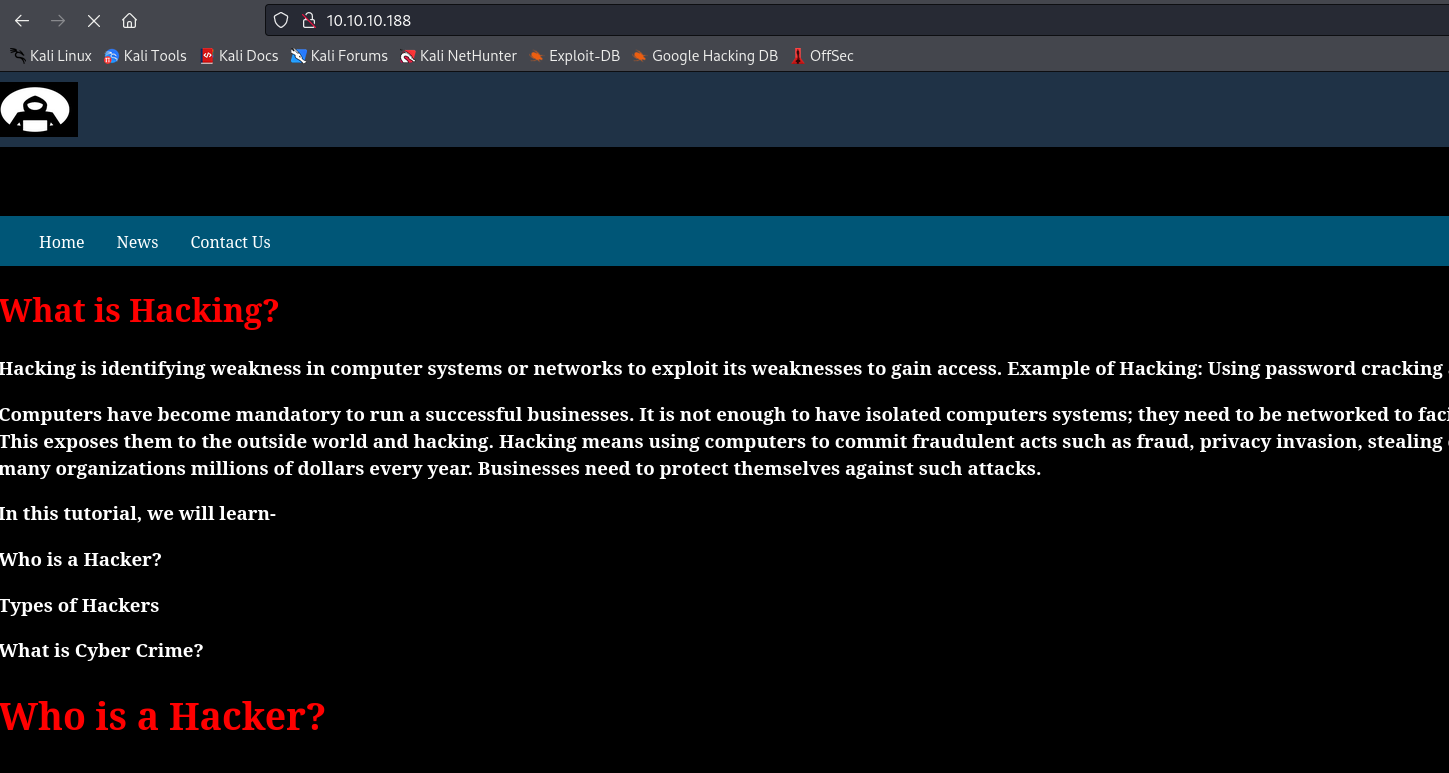 10.10.10.188
Kali Linux Kali Tools Kali Docs Kali Forums Kali NetHunter Exploit-DB Google Hacking DB OffSec
Home News Contact Us
What is Hacking?
Hacking is identifying weakness in computer systems or networks to exploit its weaknesses to gain access. Example of Hacking: Using password cracking
Computers have become mandatory to run a successful businesses. It is not enough to have isolated computers systems; they need to be networked to
This exposes them to the outside world and hacking. Hacking means using computers to commit fraudulent acts such as fraud, privacy invasion, stealing
many organizations millions of dollars every year. Businesses need to protect themselves against such attacks.
In this tutorial, we will learn-
Who is a Hacker?
Types of Hackers
What is Cyber Crime?
Who is a Hacker?